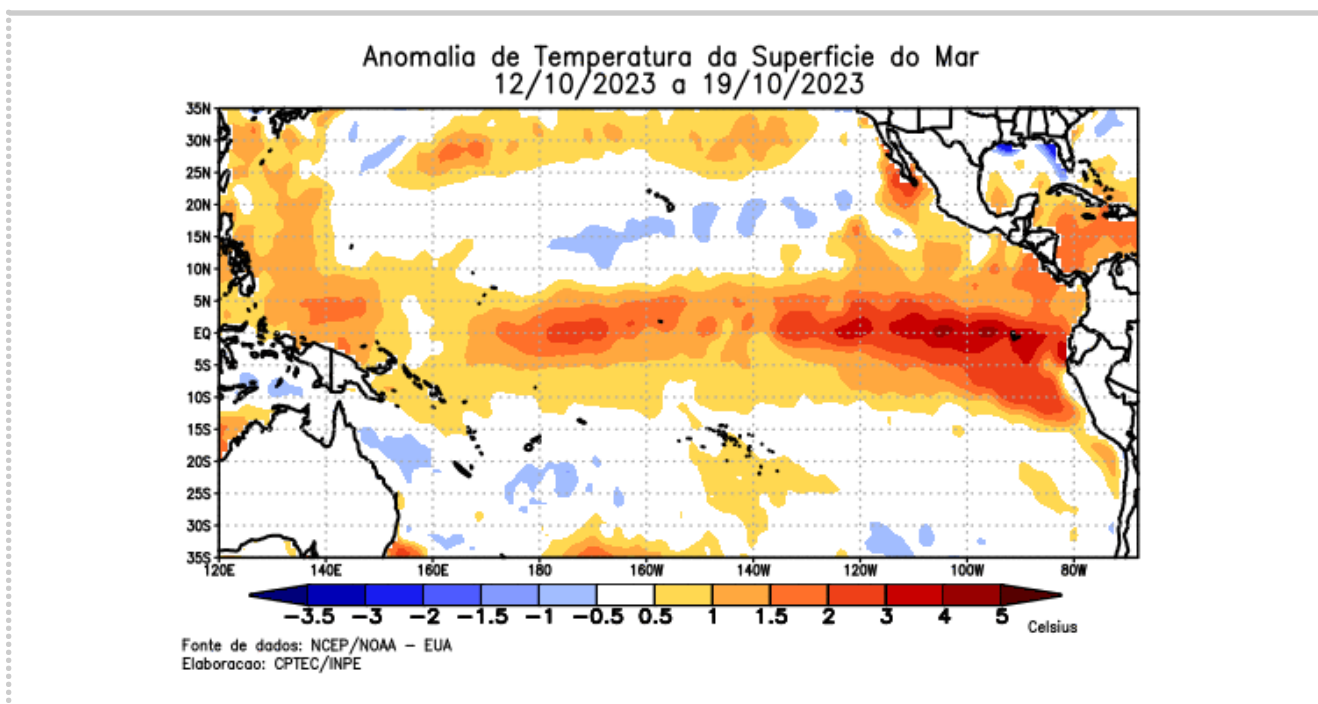 Anomalia de Temperatura da Superficie do Mar
12/10/2023 a 19/10/2023
35N
30N
25N
20N
15N
10N
5N
EQ
5S
10S
15S
20S
25S
30S
35S
120E 140E 160E 180 160W 140W 120W 100W 80W
−3.5 −3 −2 −1.5 −1 −0.5 0.5 1 1.5 2 3 4 5
Celsius
Fonte de dados: NCEP/NOAA − EUA
Elaboracao: CPTEC/INPE